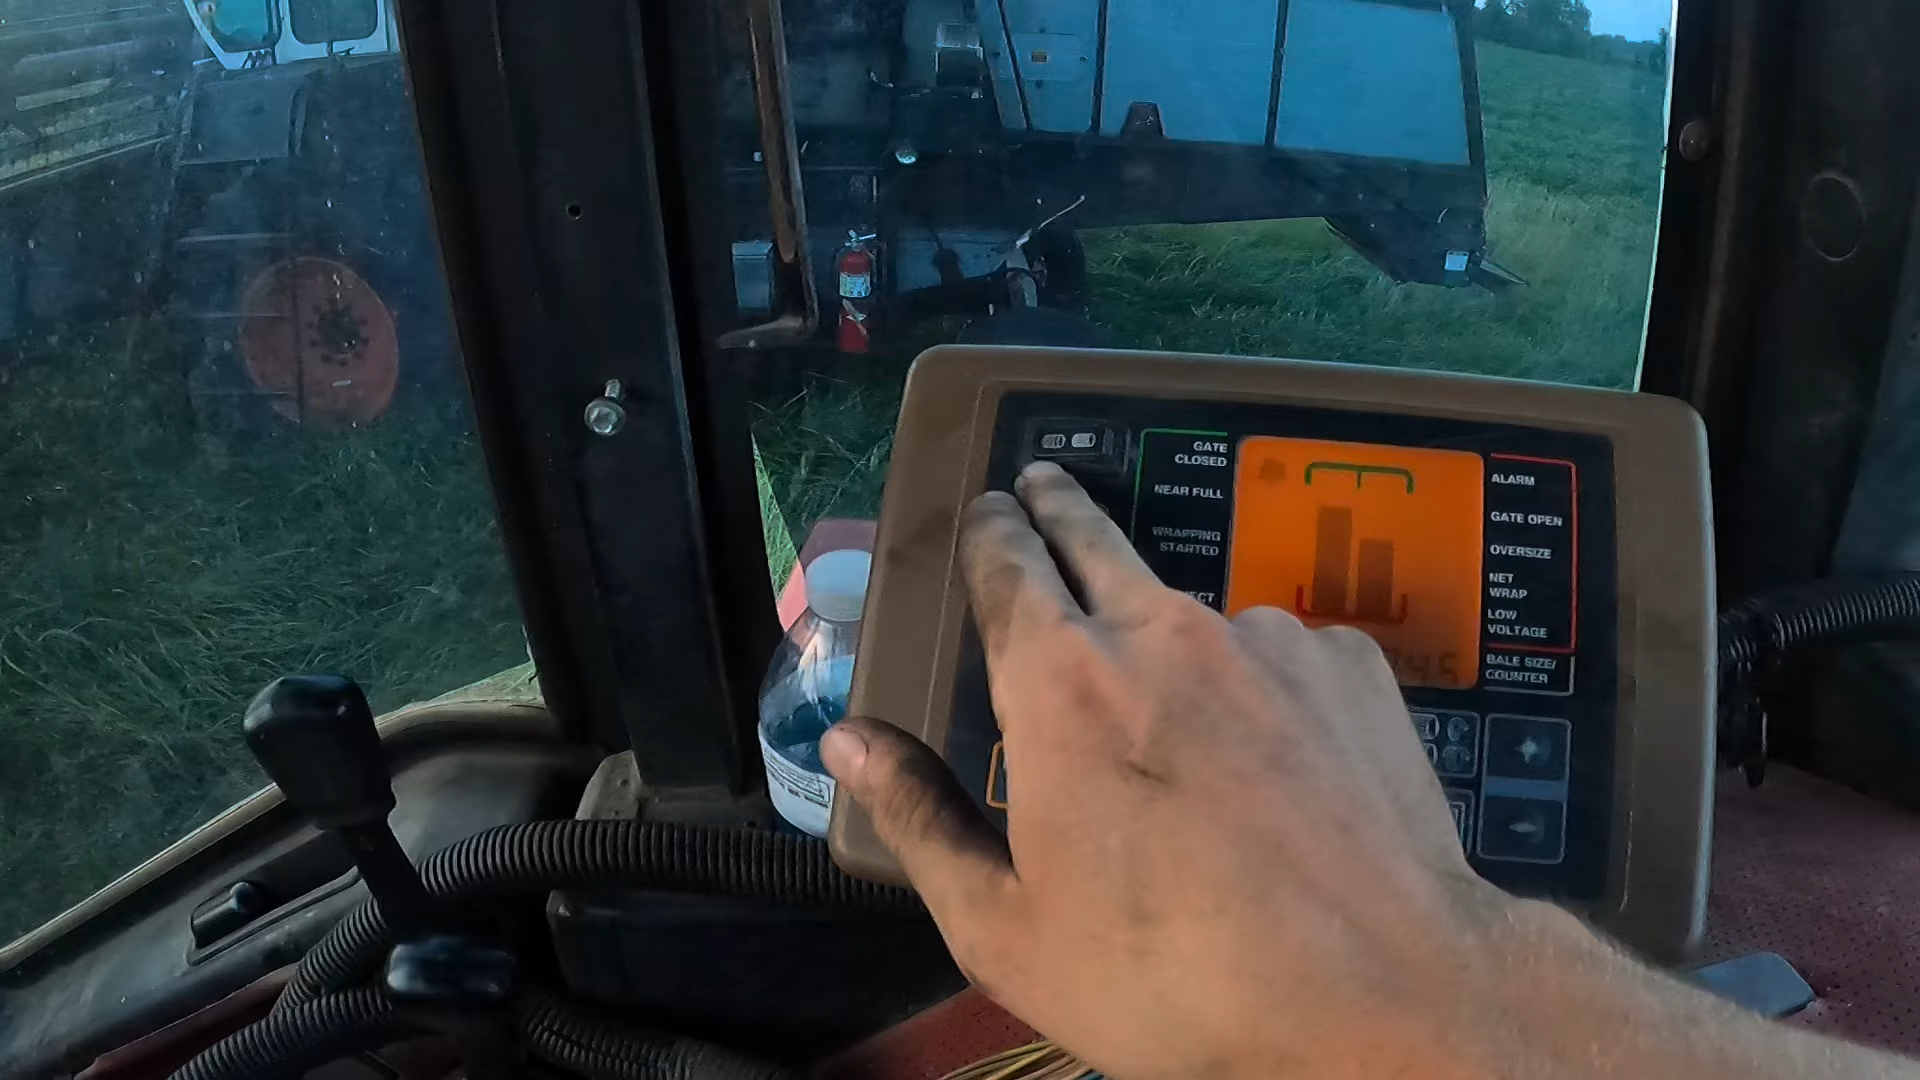 GATE
CLOSED
NEAR FULL
WRAPPING
STARTED
ALARM
GATE OPEN
OVERSIZE
NET
WRAP
LOW
VOLTAGE
BALE SIZE/
COUNTER